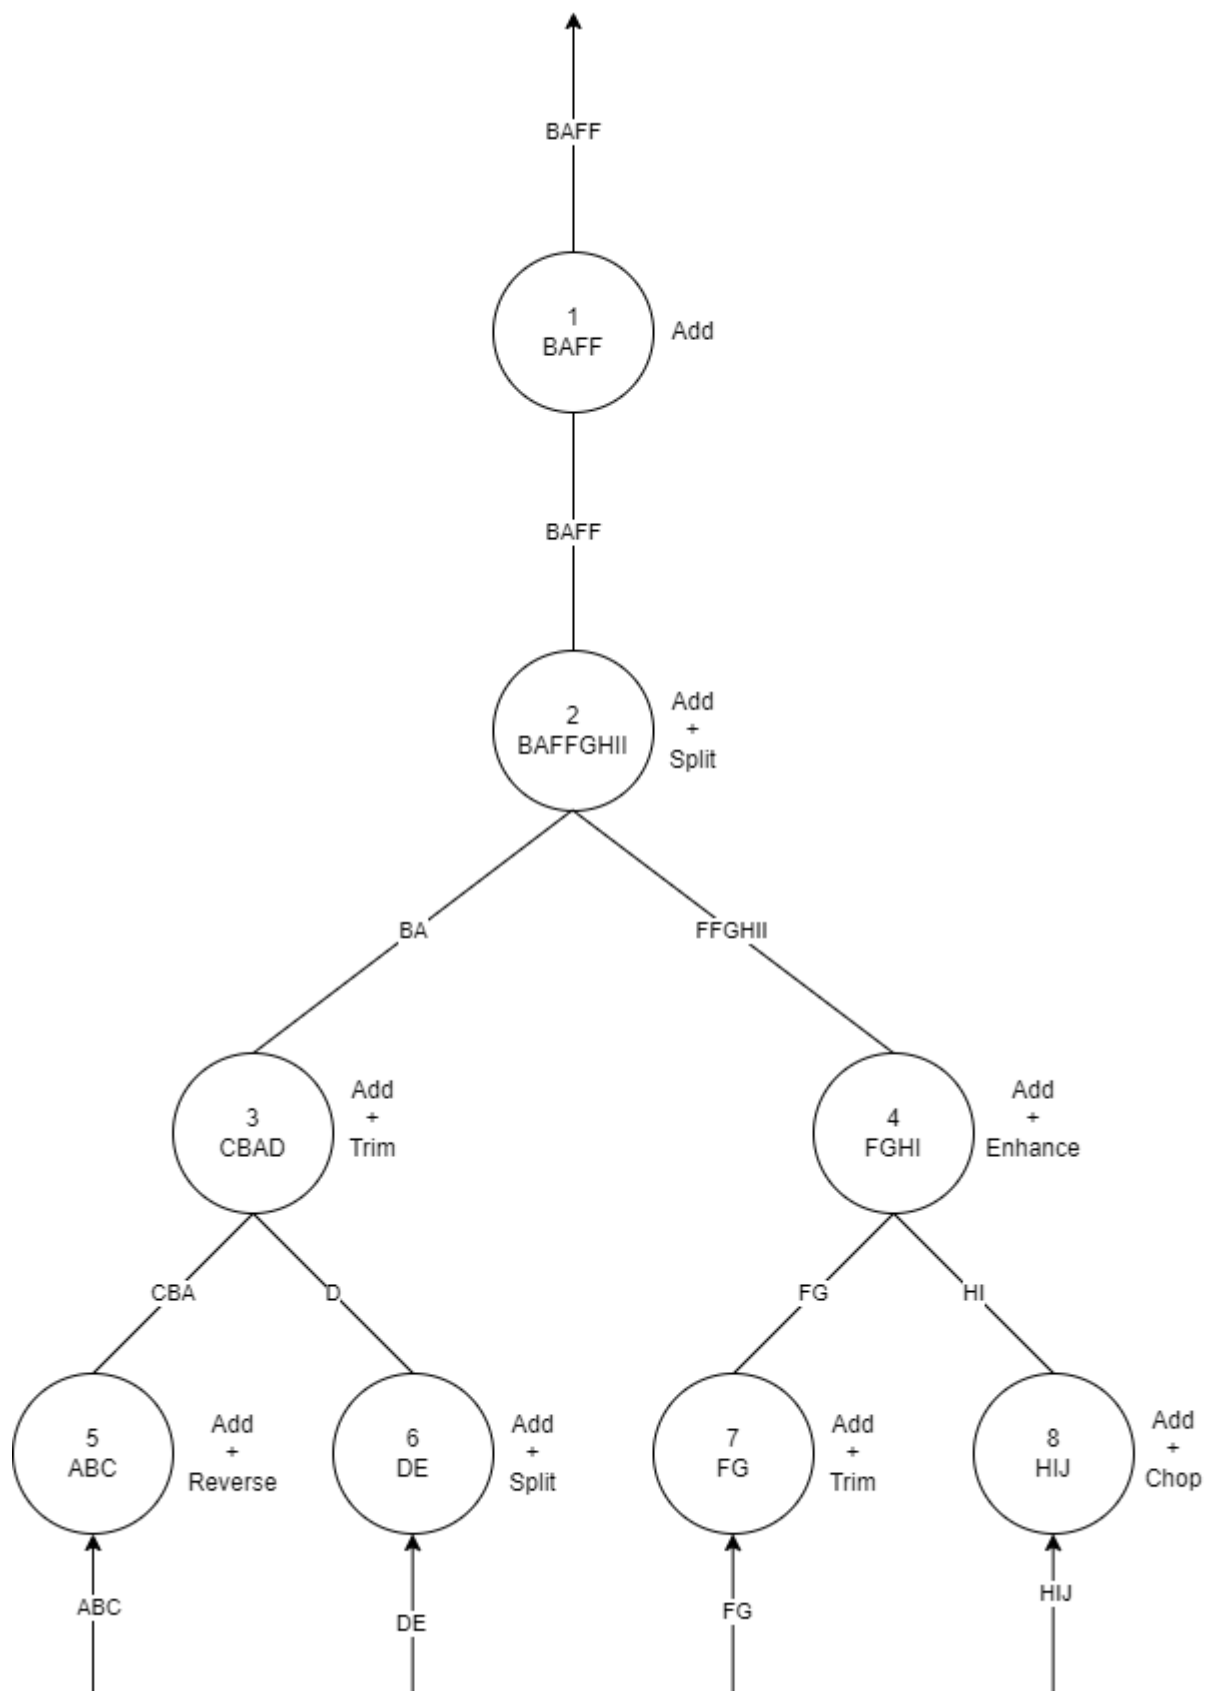 BAFF
1
BAFF
Add
BAFF
2
BAFFGHII
Add
+
Split
BA
FFGHII
3
CBAD
Add
+
Trim
4
FGHI
Add
+
Enhance
CBA
D
FG
HI
5
ABC
Add
+
Reverse
6
DE
Add
+
Split
7
FG
Add
+
Trim
8
HIJ
Add
+
Chop
ABC
DE
FG
HIJ